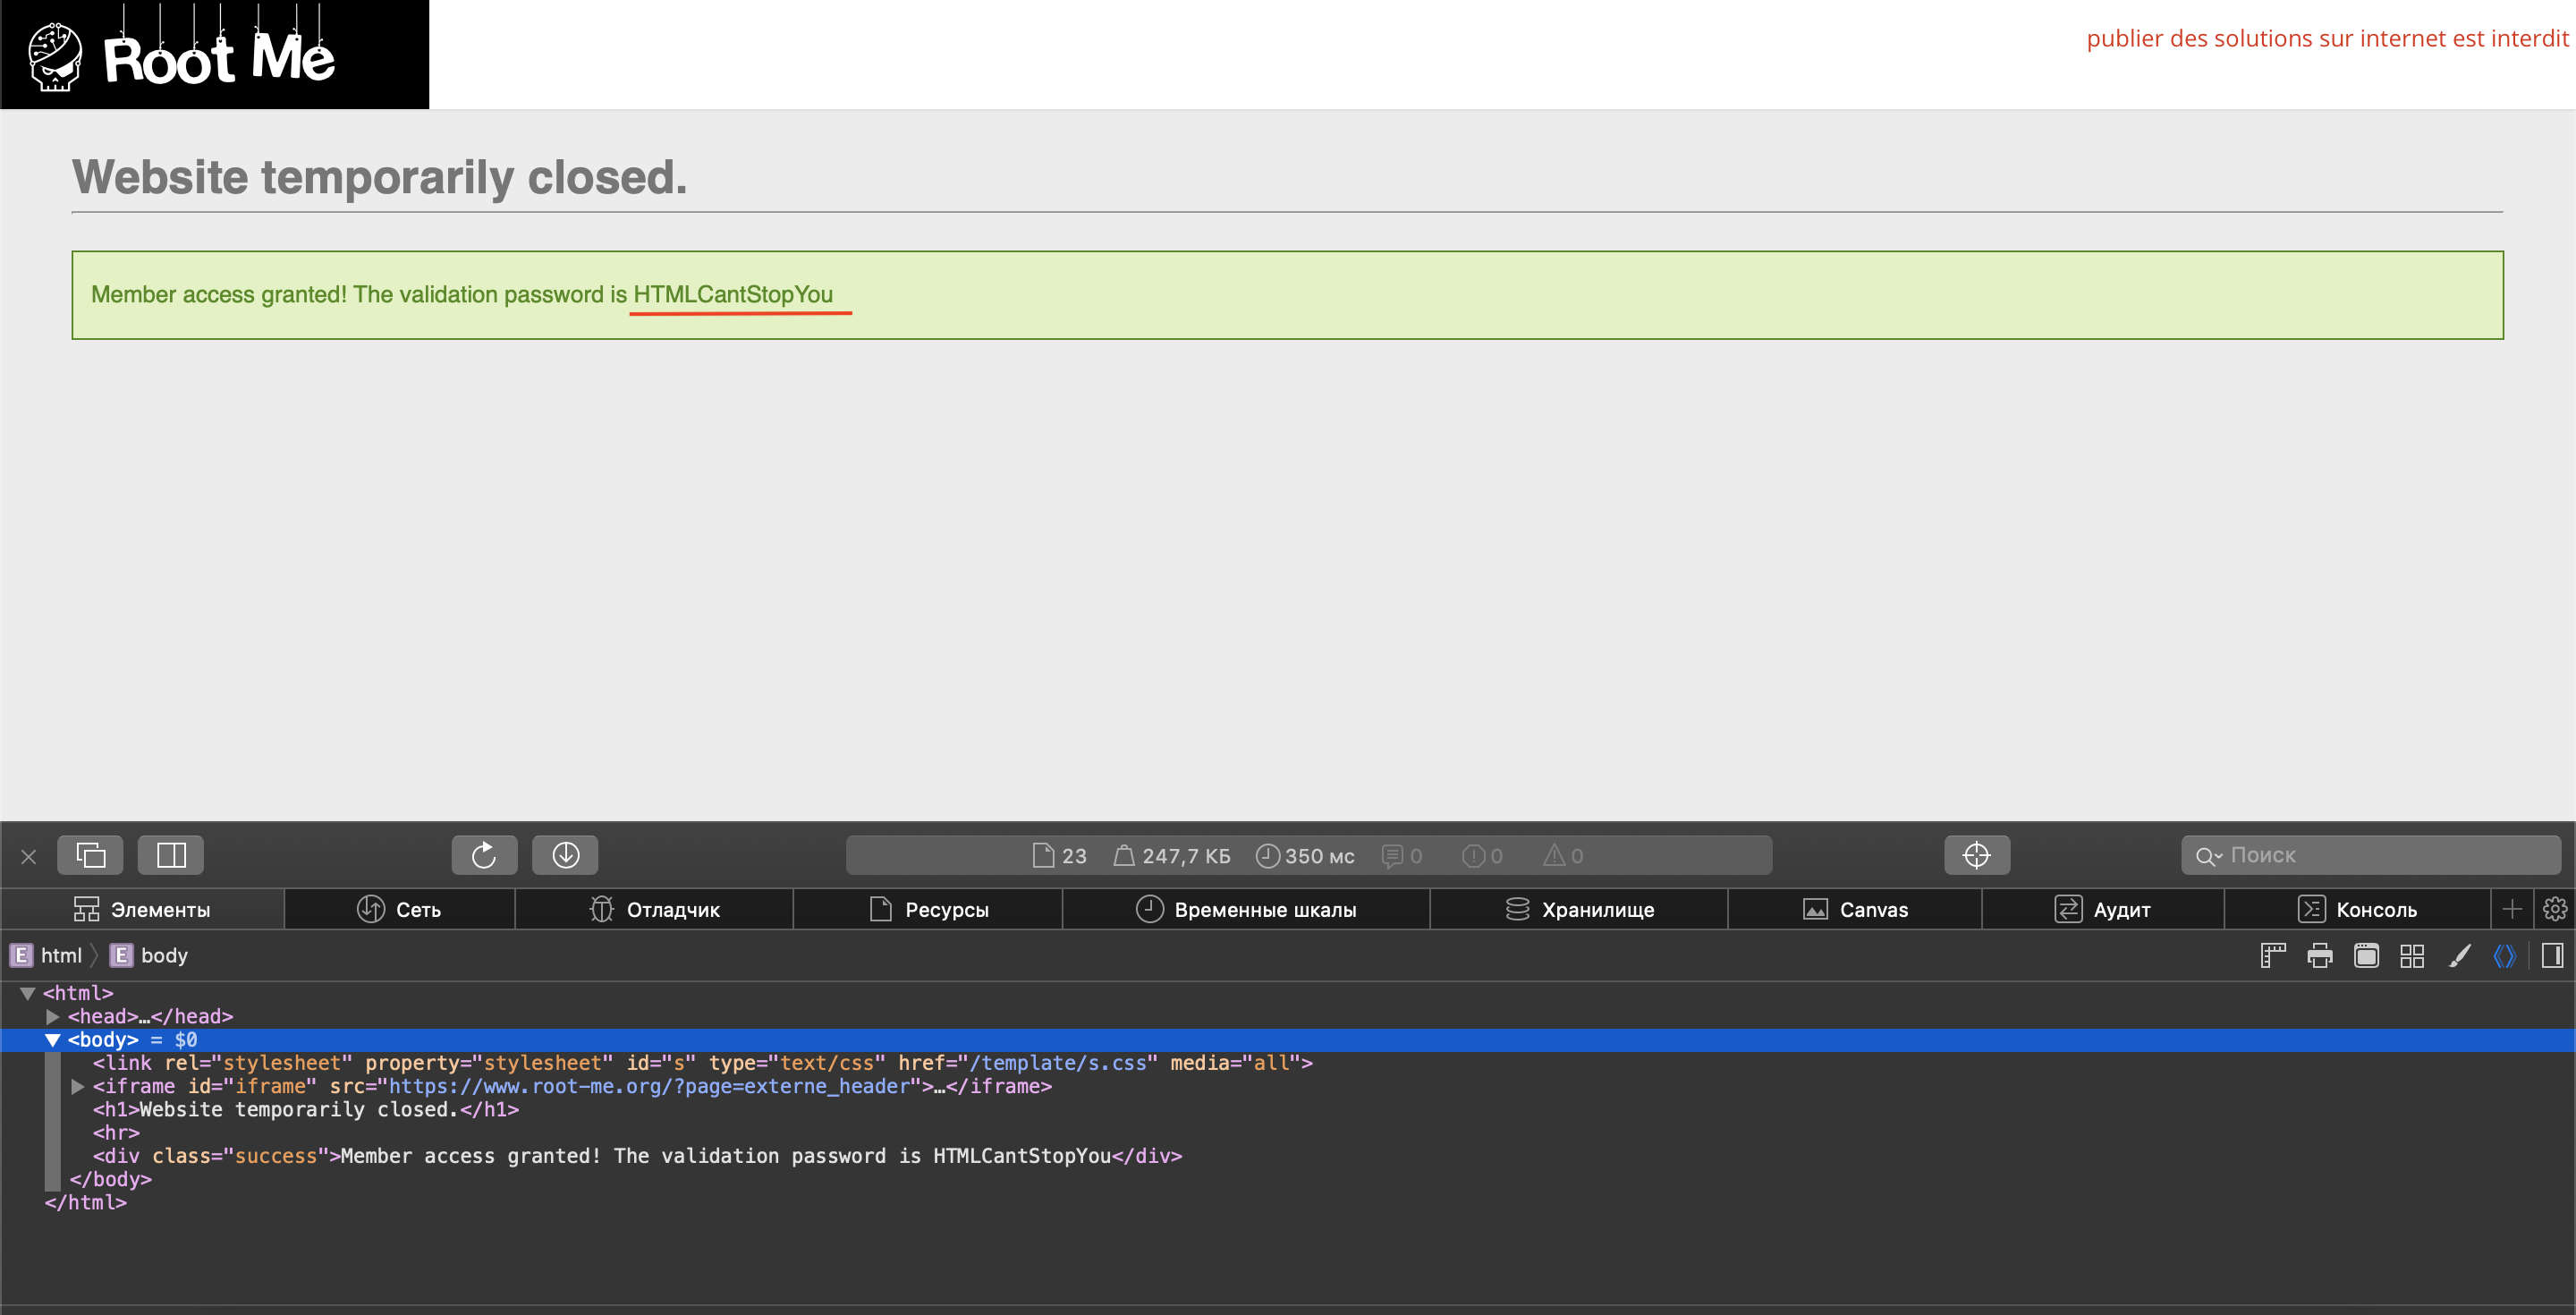 Root Me
publier des solutions sur internet est interdit
Website temporarily closed.
Member access granted! The validation password is HTMLCantStopYou
23 247,7 КБ 350 мс 0 0 0 Поиск
Элементы Сеть Отладчик Ресурсы Временные шкалы Хранилище Canvas Аудит Консоль
E html E body
<html>
<head>…</head>
<body> = $0
<link rel="stylesheet" property="stylesheet" id="s" type="text/css" href="/template/s.css" media="all">
<iframe id="iframe" src="https://www.root-me.org/?page=externe_header">…</iframe>
<h1>Website temporarily closed.</h1>
<hr>
<div class="success">Member access granted! The validation password is HTMLCantStopYou</div>
</body>
</html>